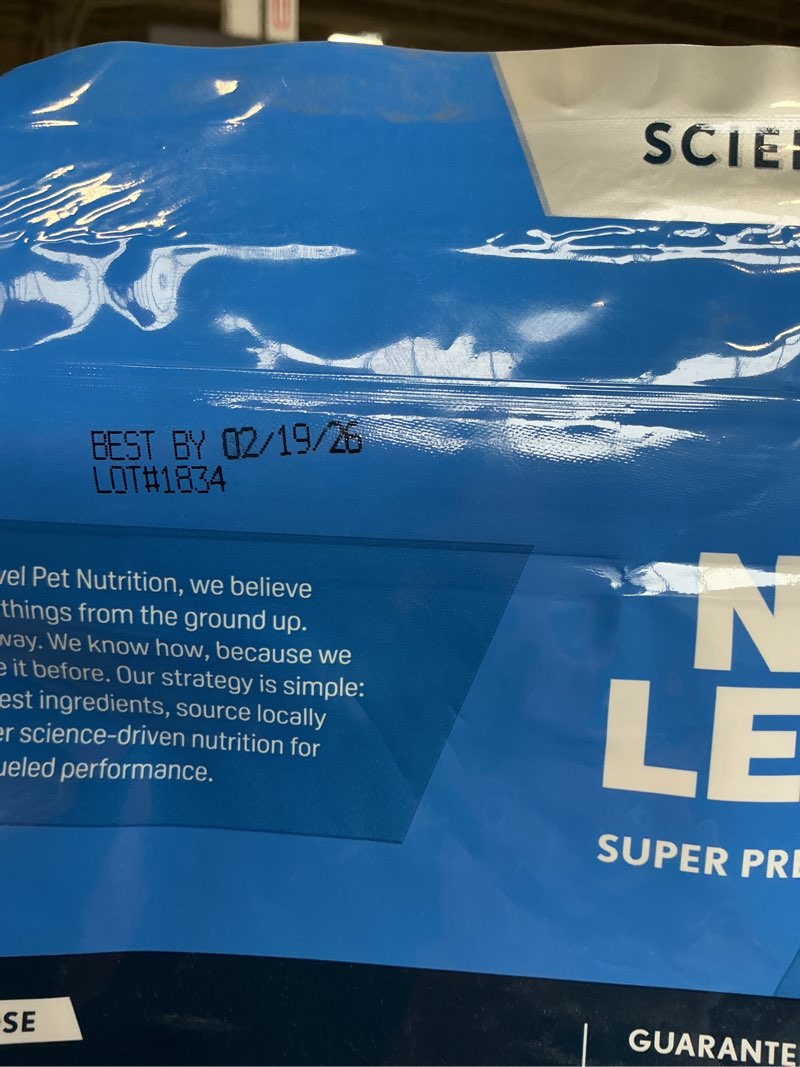 SCIE
BEST BY 02/19/26
LOT#1834
vel Pet Nutrition, we believe
things from the ground up.
way. We know how, because we
e it before. Our strategy is simple:
est ingredients, source locally
er science-driven nutrition for
ueled performance.
N
LE
SUPER PRE
OSE
GUARANTE